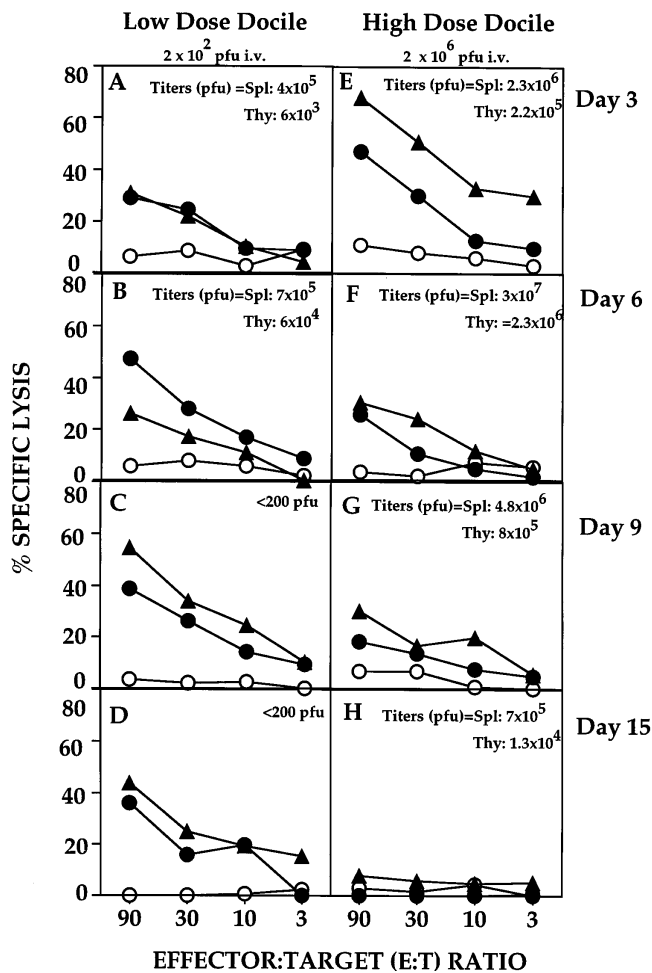 Low Dose Docile
2 x 10^2 pfu i.v.
High Dose Docile
2 x 10^6 pfu i.v.
% SPECIFIC LYSIS
80
60
40
20
0
A
Titers (pfu) =Spl: 4x10^5
Thy: 6x10^3
E
Titers (pfu)=Spl: 2.3x10^6
Thy: 2.2x10^5
Day 3
80
60
40
20
0
B
Titers (pfu)=Spl: 7x10^5
Thy: 6x10^4
F
Titers (pfu)=Spl: 3x10^7
Thy: =2.3x10^6
Day 6
80
60
40
20
0
C
<200 pfu
G
Titers (pfu)=Spl: 4.8x10^6
Thy: 8x10^5
Day 9
80
60
40
20
0
D
<200 pfu
H
Titers (pfu)=Spl: 7x10^5
Thy: 1.3x10^4
Day 15
90 30 10 3
90 30 10 3
EFFECTOR:TARGET (E:T) RATIO